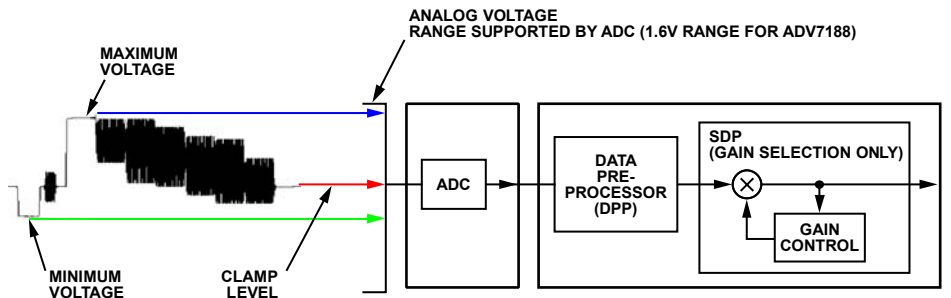 ANALOG VOLTAGE
RANGE SUPPORTED BY ADC (1.6V RANGE FOR ADV7188)
MAXIMUM
VOLTAGE
SDP
(GAIN SELECTION ONLY)
DATA
PRE-
PROCESSOR
(DPP)
ADC
GAIN
CONTROL
MINIMUM
VOLTAGE
CLAMP
LEVEL